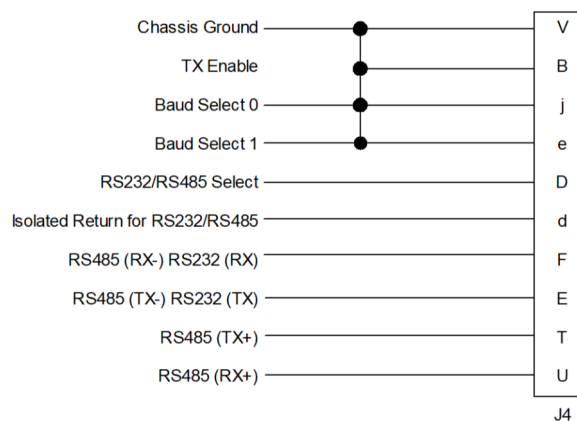 Chassis Ground V
TX Enable B
Baud Select 0 j
Baud Select 1 e
RS232/RS485 Select D
Isolated Return for RS232/RS485 d
RS485 (RX-) RS232 (RX) F
RS485 (TX-) RS232 (TX) E
RS485 (TX+) T
RS485 (RX+) U
J4